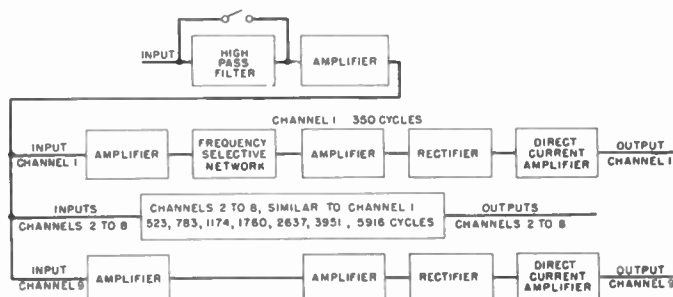 INPUT
HIGH
PASS
FILTER
AMPLIFIER
CHANNEL 1 350 CYCLES
INPUT
CHANNEL 1
AMPLIFIER
FREQUENCY
SELECTIVE
NETWORK
AMPLIFIER
RECTIFIER
DIRECT
CURRENT
AMPLIFIER
OUTPUT
CHANNEL 1
INPUTS
CHANNELS 2 TO 8
CHANNELS 2 TO 8, SIMILAR TO CHANNEL 1
523, 783, 1174, 1760, 2637, 3951, 5916 CYCLES
OUTPUTS
CHANNELS 2 TO 8
INPUT
CHANNEL 9
AMPLIFIER
AMPLIFIER
RECTIFIER
DIRECT
CURRENT
AMPLIFIER
OUTPUT
CHANNEL 9